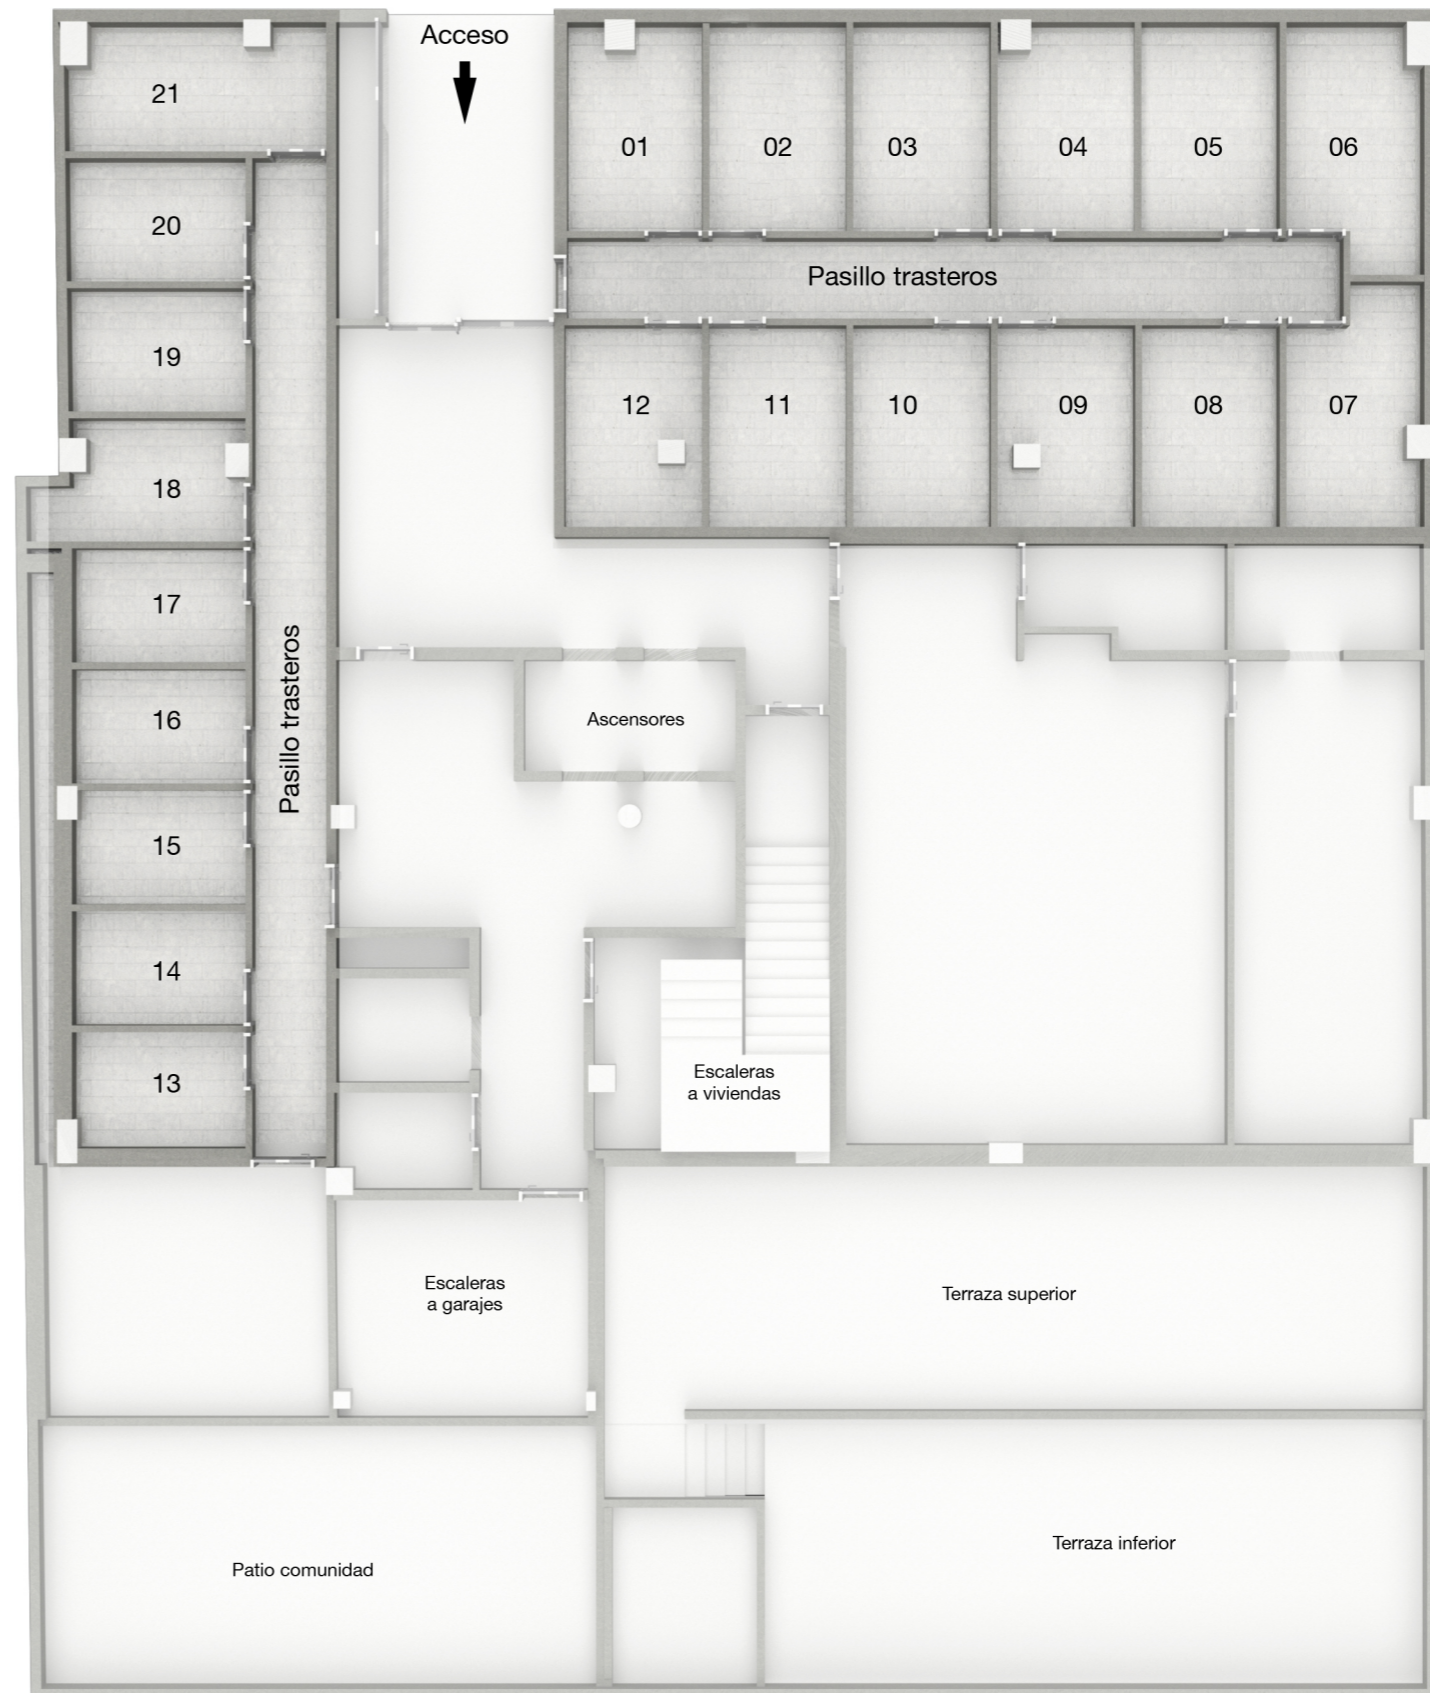 Acceso
21
01
02
03
04
05
06
20
Pasillo trasteros
19
12
11
10
09
08
07
18
17
Pasillo trasteros
16
Ascensores
15
14
13
Escaleras
a viviendas
Escaleras
a garajes
Terraza superior
Terraza inferior
Patio comunidad